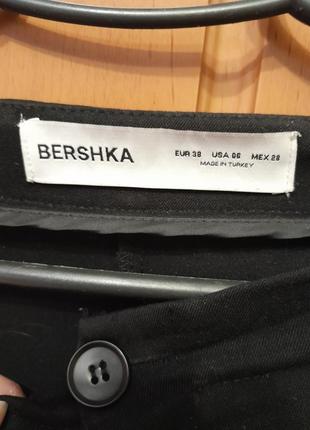 BERSHKA
EUR 38 USA 06 MEX 28
MADE IN TURKEY